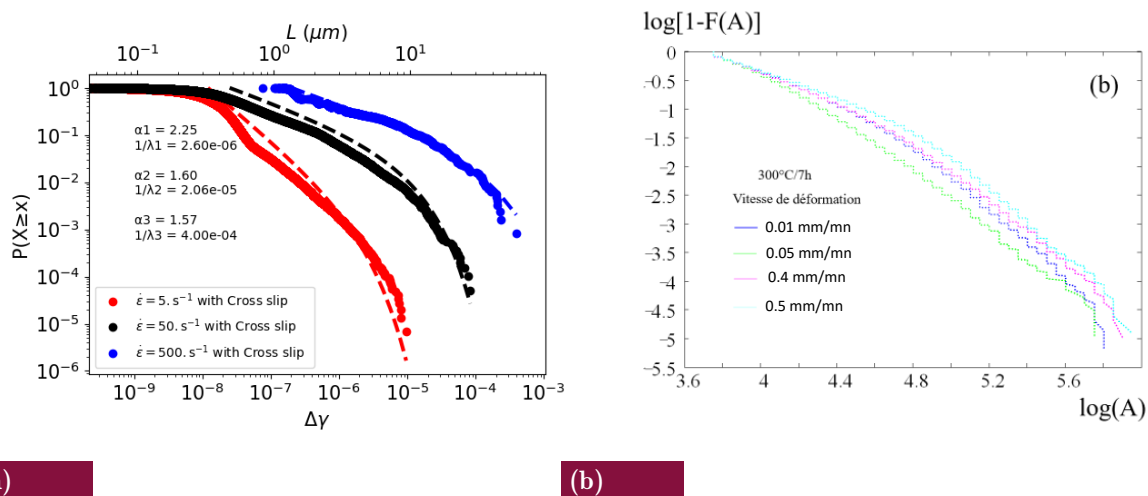 L (μm)
10⁻¹ 10⁰ 10¹
P(X≥x)
10⁰
10⁻¹
10⁻²
10⁻³
10⁻⁴
10⁻⁵
10⁻⁶
α1 = 2.25
1/λ1 = 2.60e-06
α2 = 1.60
1/λ2 = 2.06e-05
α3 = 1.57
1/λ3 = 4.00e-04
ε̇ = 5. s⁻¹ with Cross slip
ε̇ = 50. s⁻¹ with Cross slip
ε̇ = 500. s⁻¹ with Cross slip
10⁻⁹ 10⁻⁸ 10⁻⁷ 10⁻⁶ 10⁻⁵ 10⁻⁴ 10⁻³
Δγ
log[1-F(A)]
(b)
0
−0.5
−1
−1.5
−2
−2.5
−3
−3.5
−4
−4.5
−5
−5.5
300°C/7h
Vitesse de déformation
0.01 mm/mn
0.05 mm/mn
0.4 mm/mn
0.5 mm/mn
3.6 4 4.4 4.8 5.2 5.6
log(A)
)
(b)